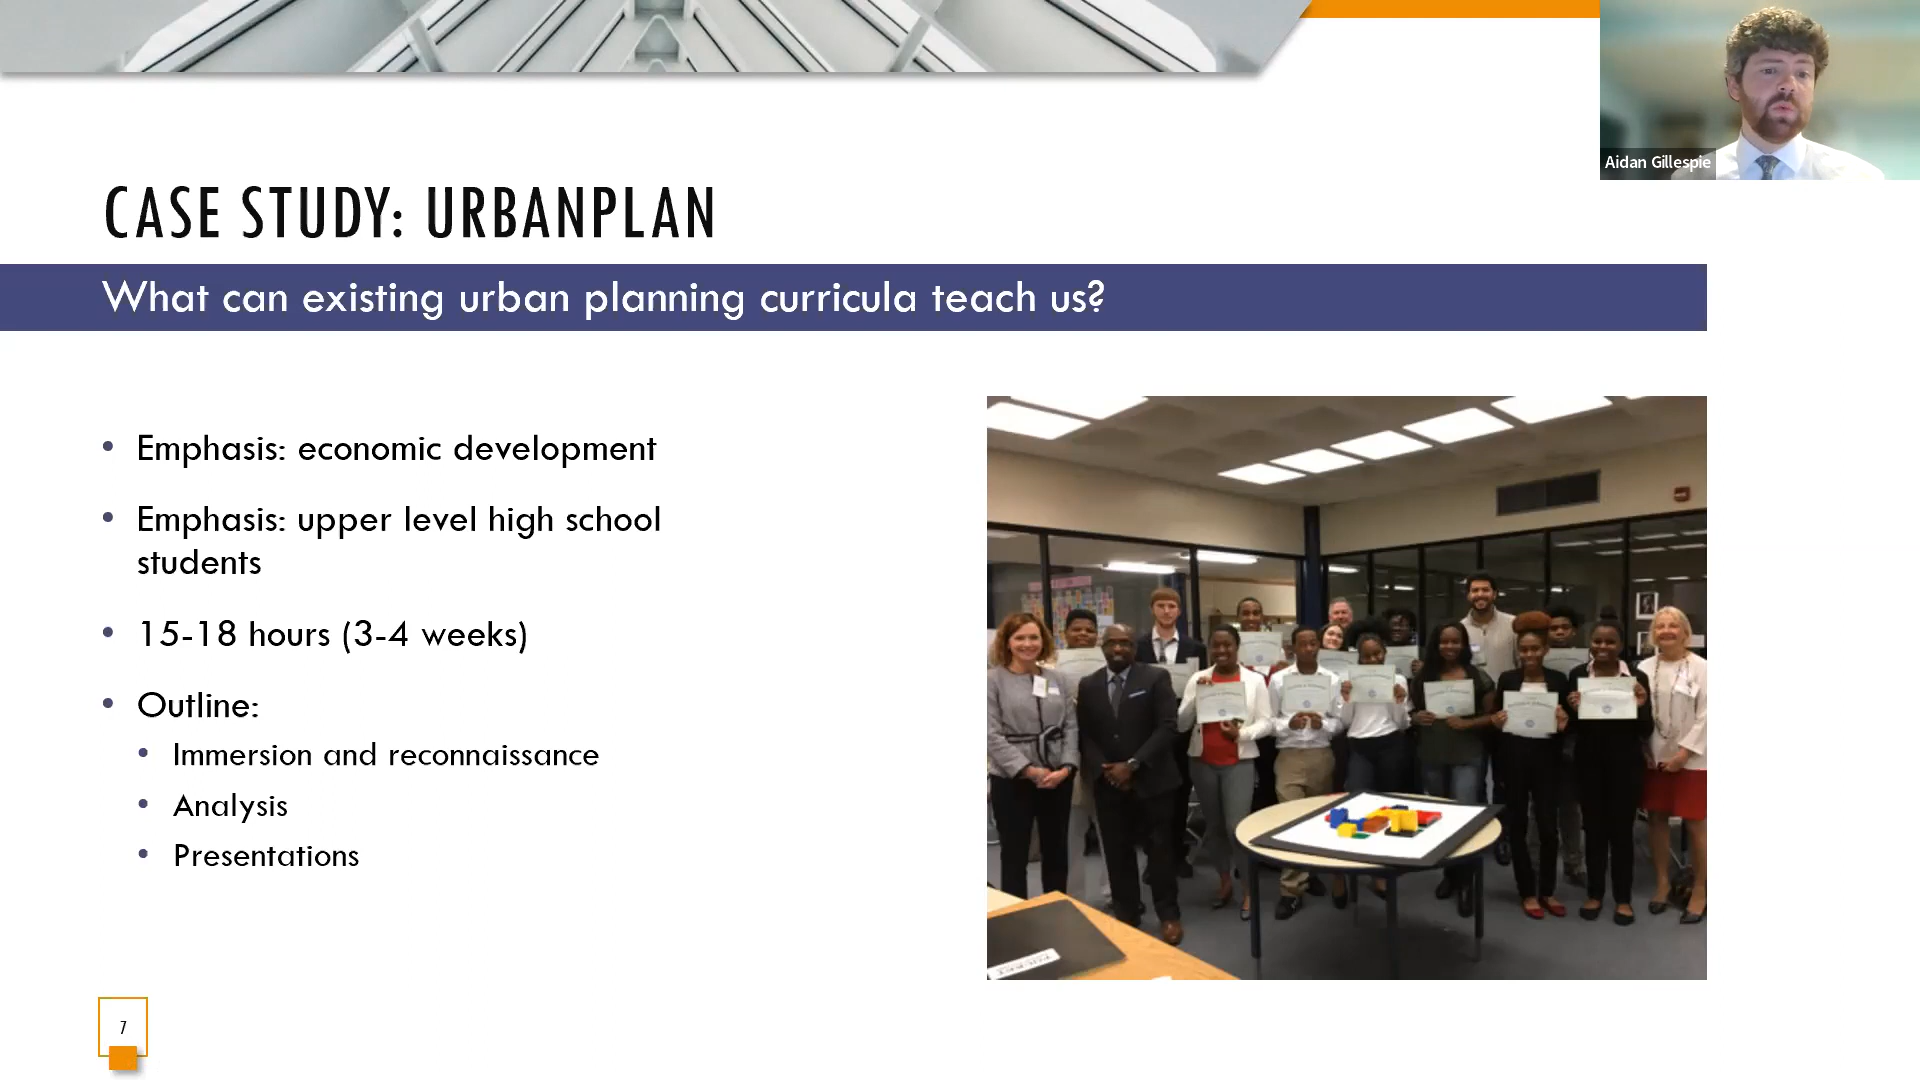 Aidan Gillespie
CASE STUDY: URBANPLAN
What can existing urban planning curricula teach us?
• Emphasis: economic development
• Emphasis: upper level high school
students
• 15-18 hours (3-4 weeks)
• Outline:
• Immersion and reconnaissance
• Analysis
• Presentations
7